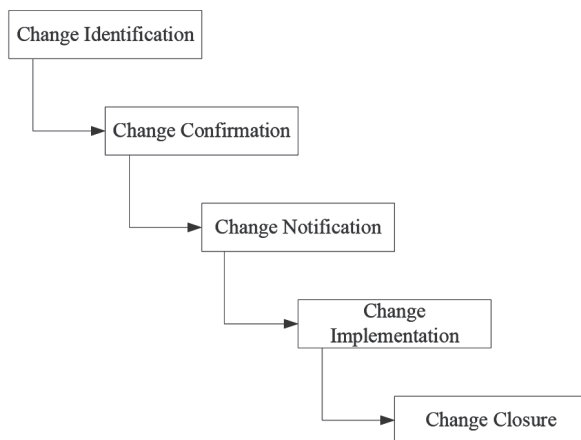 Change Identification
Change Confirmation
Change Notification
Change
Implementation
Change Closure